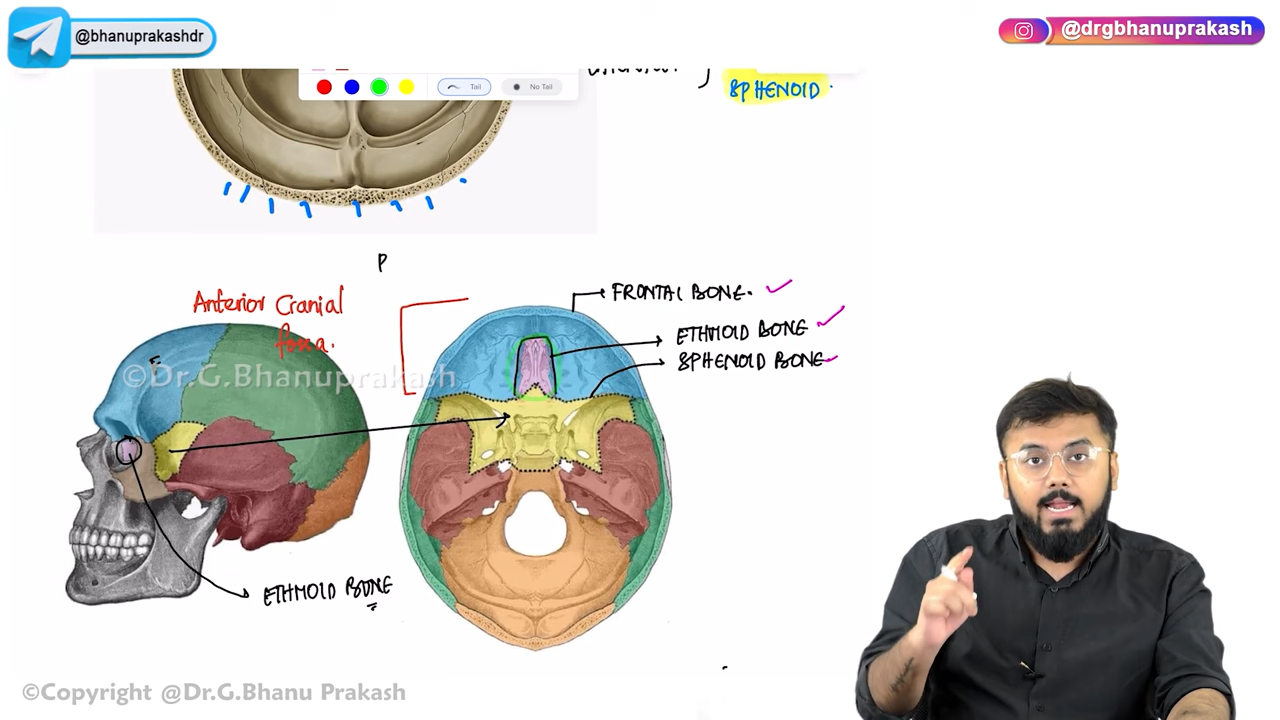 @bhanuprakashdr
@drgbhanuprakash
SPHENOID
Tail
No Tail
P
Anterior Cranial
fossa.
FRONTAL BONE.
ETHMOID BONE
SPHENOID BONE
F
©Dr.G.Bhanuprakash
ETHMOID BONE
©Copyright @Dr.G.Bhanu Prakash